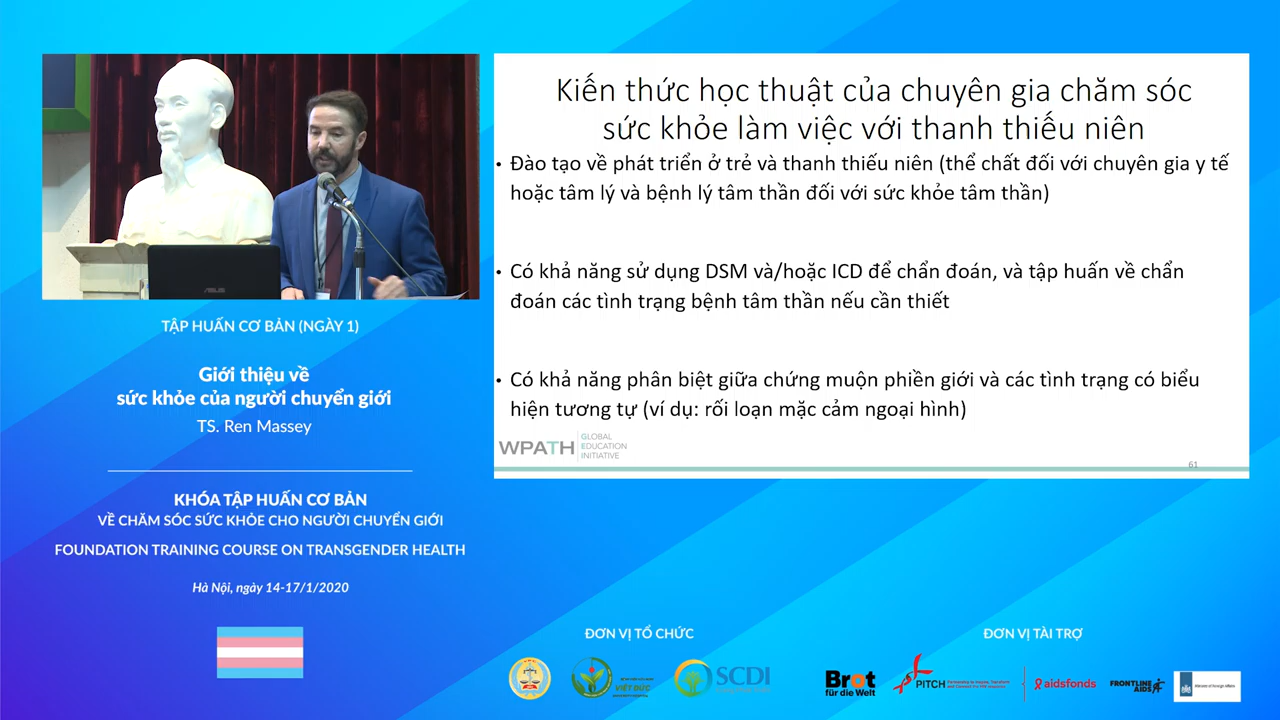 Kiến thức học thuật của chuyên gia chăm sóc
sức khỏe làm việc với thanh thiếu niên
• Đào tạo về phát triển ở trẻ và thanh thiếu niên (thể chất đối với chuyên gia y tế
hoặc tâm lý và bệnh lý tâm thần đối với sức khỏe tâm thần)
• Có khả năng sử dụng DSM và/hoặc ICD để chẩn đoán, và tập huấn về chẩn
đoán các tình trạng bệnh tâm thần nếu cần thiết
• Có khả năng phân biệt giữa chứng muộn phiền giới và các tình trạng có biểu
hiện tương tự (ví dụ: rối loạn mặc cảm ngoại hình)
WPATH
GLOBAL
EDUCATION
INITIATIVE
61
ASUS
TẬP HUẤN CƠ BẢN (NGÀY 1)
Giới thiệu về
sức khỏe của người chuyển giới
TS. Ren Massey
KHÓA TẬP HUẤN CƠ BẢN
VỀ CHĂM SÓC SỨC KHỎE CHO NGƯỜI CHUYỂN GIỚI
FOUNDATION TRAINING COURSE ON TRANSGENDER HEALTH
Hà Nội, ngày 14-17/1/2020
ĐƠN VỊ TỔ CHỨC
VIỆT ĐỨC
SCDI
ĐƠN VỊ TÀI TRỢ
Brot
für die Welt
PITCH
aidsfonds
FRONTLINE
AIDS
Ministry of Foreign Affairs